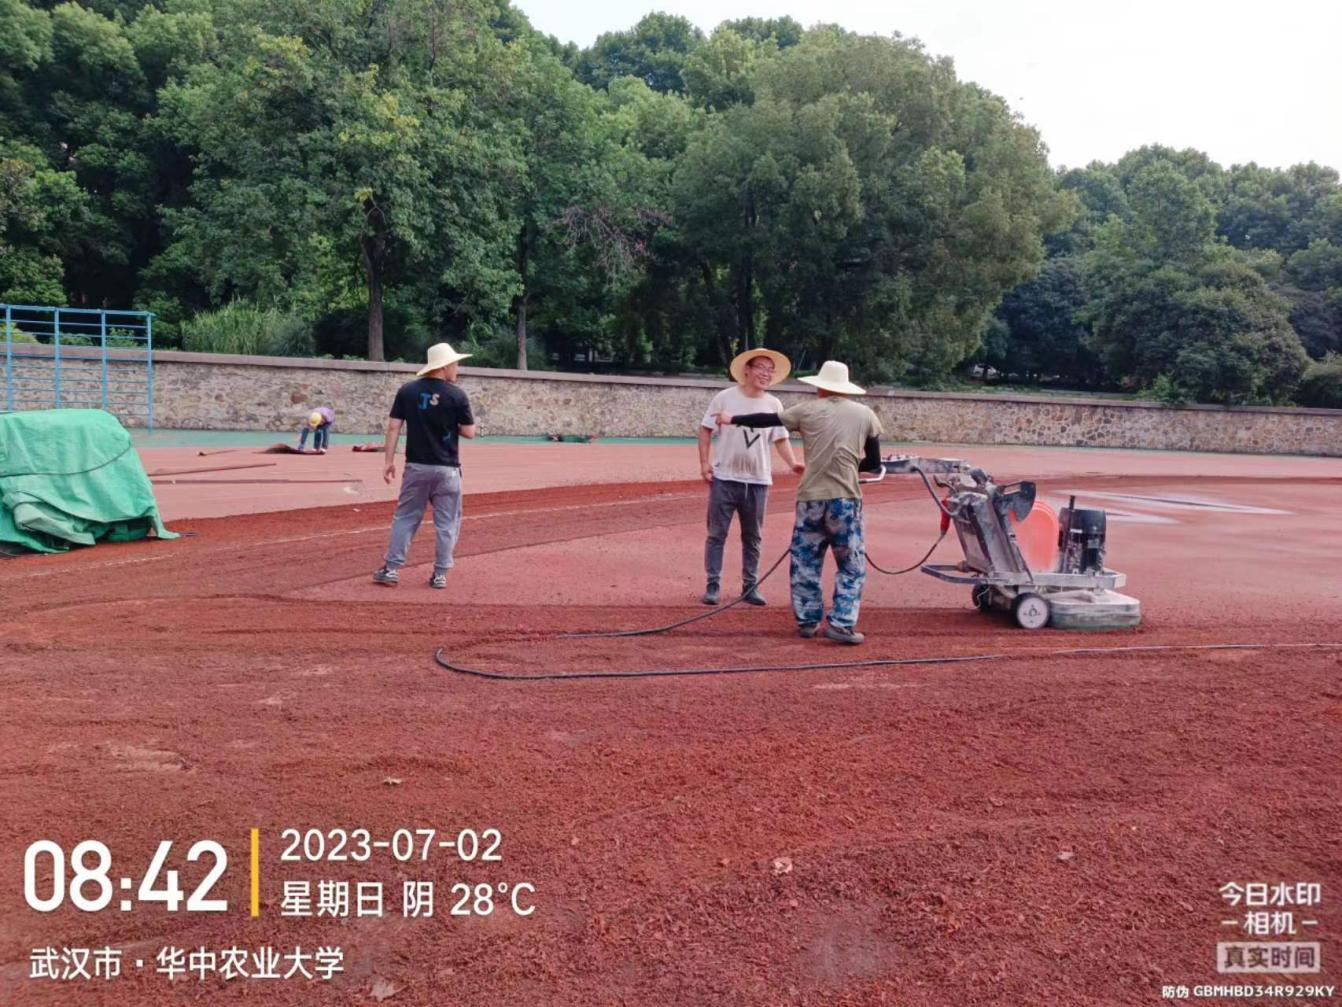 JS
V
08:42
2023-07-02
星期日 阴 28°C
武汉市·华中农业大学
今日水印
相机
真实时间
防伪 GBMHBD34R929KY